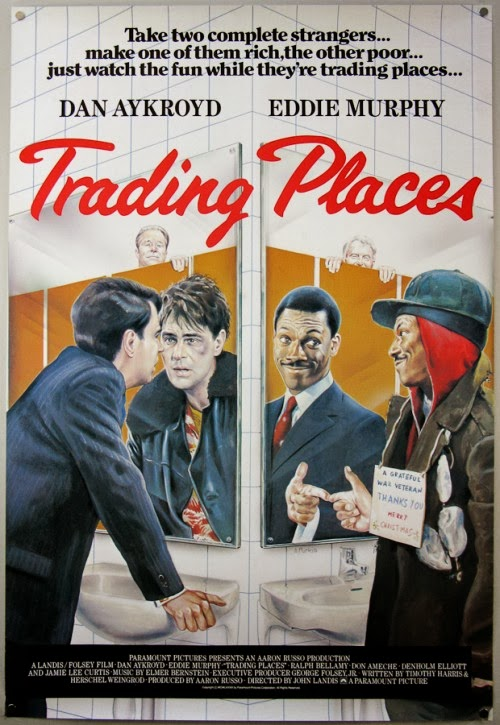 Take two complete strangers...
make one of them rich,the other poor...
just watch the fun while they're trading places...
DAN AYKROYD EDDIE MURPHY
Trading Places
A GRATEFUL
WAR VETERAN
THANKS YOU
MERRY
CHRISTMAS
PARAMOUNT PICTURES PRESENTS AN AARON RUSSO PRODUCTION
A LANDIS/FOLSEY FILM·DAN AYKROYD·EDDIE MURPHY "TRADING PLACES"·RALPH BELLAMY·DON AMECHE·DENHOLM ELLIOTT
AND JAMIE LEE CURTIS·MUSIC BY ELMER BERNSTEIN·EXECUTIVE PRODUCER GEORGE FOLSEY, JR.·WRITTEN BY TIMOTHY HARRIS &
HERSCHEL WEINGROD·PRODUCED BY AARON RUSSO·DIRECTED BY JOHN LANDIS·A PARAMOUNT PICTURE